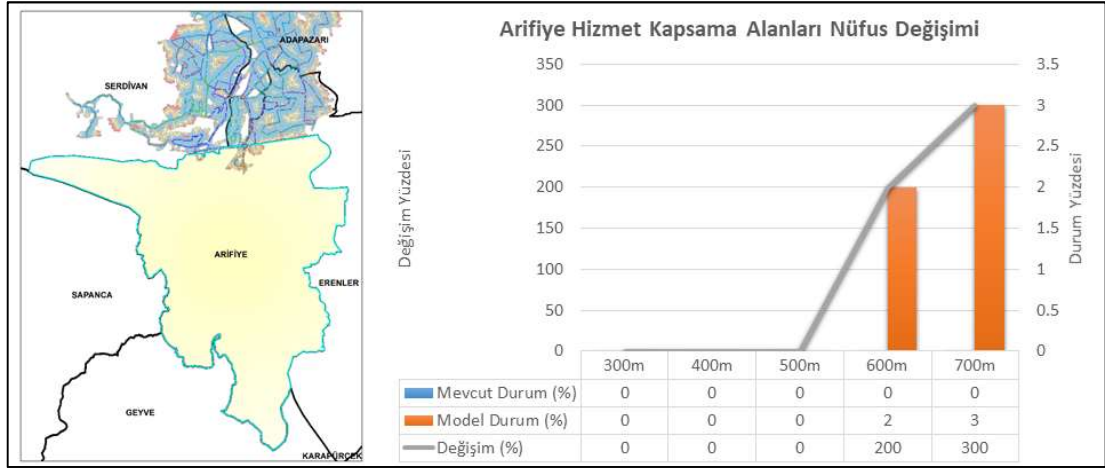 ADAPAZARI
SERDİVAN
ARİFİYE
ERENLER
SAPANCA
GEYVE
KARAPÜRÇEK
Arifiye Hizmet Kapsama Alanları Nüfus Değişimi
Değişim Yüzdesi
350
300
250
200
150
100
50
0
3.5
3
2.5
2
1.5
1
0.5
0
Durum Yüzdesi
300m 400m 500m 600m 700m
Mevcut Durum (%) 0 0 0 0 0
Model Durum (%) 0 0 0 2 3
Değişim (%) 0 0 0 200 300